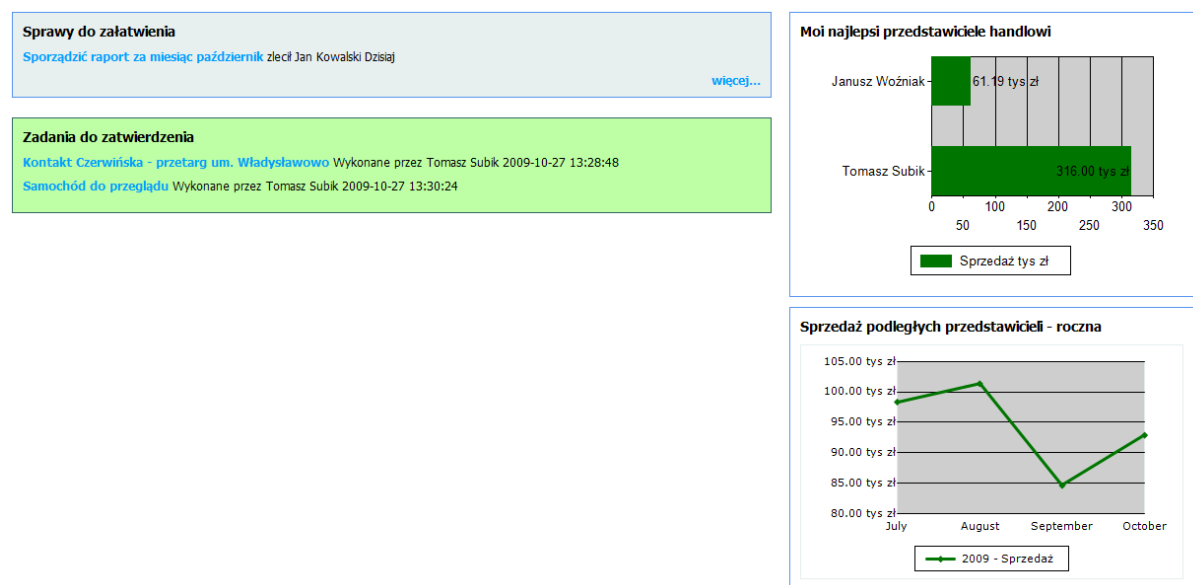 Sprawy do załatwienia
Sporządzić raport za miesiąc październik zlecił Jan Kowalski Dzisiaj
więcej...
Zadania do zatwierdzenia
Kontakt Czerwińska - przetarg um. Władysławowo Wykonane przez Tomasz Subik 2009-10-27 13:28:48
Samochód do przeglądu Wykonane przez Tomasz Subik 2009-10-27 13:30:24
Moi najlepsi przedstawiciele handlowi
Janusz Woźniak
61.19 tys zł
Tomasz Subik
316.00 tys zł
0 100 200 300
50 150 250 350
Sprzedaż tys zł
Sprzedaż podległych przedstawicieli - roczna
105.00 tys zł
100.00 tys zł
95.00 tys zł
90.00 tys zł
85.00 tys zł
80.00 tys zł
July August September October
2009 - Sprzedaż